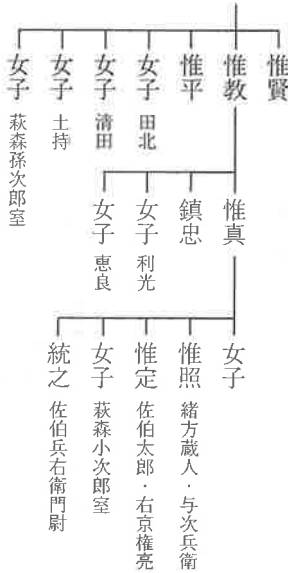 惟賢
惟教
惟平
女子 田北
女子 清田
女子 土持
女子 萩森孫次郎室
惟真
鎮忠
女子 利光
女子 恵良
女子
惟照 緒方蔵人・与次兵衛
惟定 佐伯太郎・右京権亮
女子 萩森小次郎室
統之 佐伯兵右衛門尉